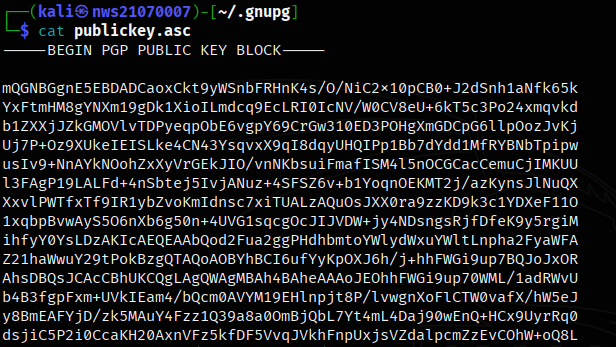 ┌──(kali㉿nws21070007)-[~/.gnupg]
└─$ cat publickey.asc
-----BEGIN PGP PUBLIC KEY BLOCK-----
mQGNBGgnE5EBDADCaoxCkt9yWSnbFRHnK4s/O/NiC2×10pCB0+J2dSnh1aNfk65k
YxFtmHM8gYNXm19gDk1XioILmdcq9EcLRI0IcNV/W0CV8eU+6kT5c3Po24xmqvkd
b1ZXXjJZkGMOVlvTDPyeqpObE6vgpY69CrGw310ED3POHgXmGDCpG6llpOozJvKj
Uj7P+Oz9XUkeIEISLke4CN43YsqvxX9qI8dqyUHQIPp1Bb7dYdd1MfRYBNbTpipw
usIv9+NnAYkNOohZxXyVrGEkJIO/vnNKbsuiFmafISM4l5nOCGCacCemuCjIMKUU
l3FAgP19LALFd+4nSbtej5IvjANuz+4SFSZ6v+b1YoqnOEKMT2j/azKynsJlNuQX
XxvlPWTfxTf9IR1ybZvoKmIdnsc7xiTUALzAQuOsJXX0ra9zzKD9k3c1YDXeF11O
1xqbpBvwAyS5O6nXb6g50n+4UVG1sqcgOcJIJVDW+jy4NDsngsRjfDfeK9y5rgiM
ihfyY0YsLDzAKIcAEQEAAbQod2Fua2ggPHdhbmtoYWlydWxuYWltLnpha2FyaWFA
Z21haWwuY29tPokBzgQTAQoAOBYhBCI6ufYyKpOXJ6h/j+hhFWGi9up7BQJoJxOR
AhsDBQsJCAcCBhUKCQgLAgQWAgMBAh4BAheAAAoJEOhhFWGi9up70WML/1adRWvU
b4B3fgpFxm+UVkIEam4/bQcm0AVYM19EHlnpjt8P/lvwgnXoFlCTW0vafX/hW5eJ
y8BmEAFYjD/zk5MAuY4Fzz1Q39a8a0OmBjQbL7Yt4mL4Daj90wEnQ+HCx9UyrRq0
dsjiC5P2i0CcaKH20AxnVFz5kfDF5VvqJVkhFnpUxjsVZdalpcmZzEvCOhW+oQ8L